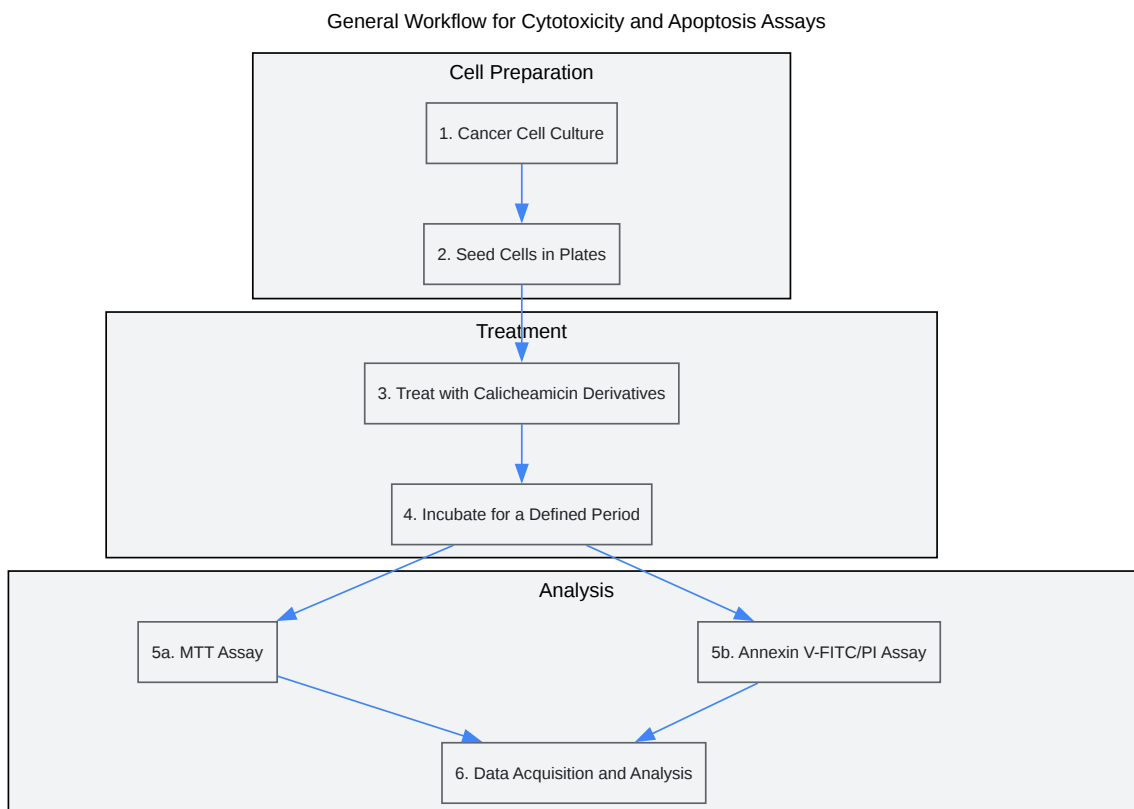 General Workflow for Cytotoxicity and Apoptosis Assays
Cell Preparation
1. Cancer Cell Culture
2. Seed Cells in Plates
Treatment
3. Treat with Calicheamicin Derivatives
4. Incubate for a Defined Period
Analysis
5a. MTT Assay
5b. Annexin V-FITC/PI Assay
6. Data Acquisition and Analysis